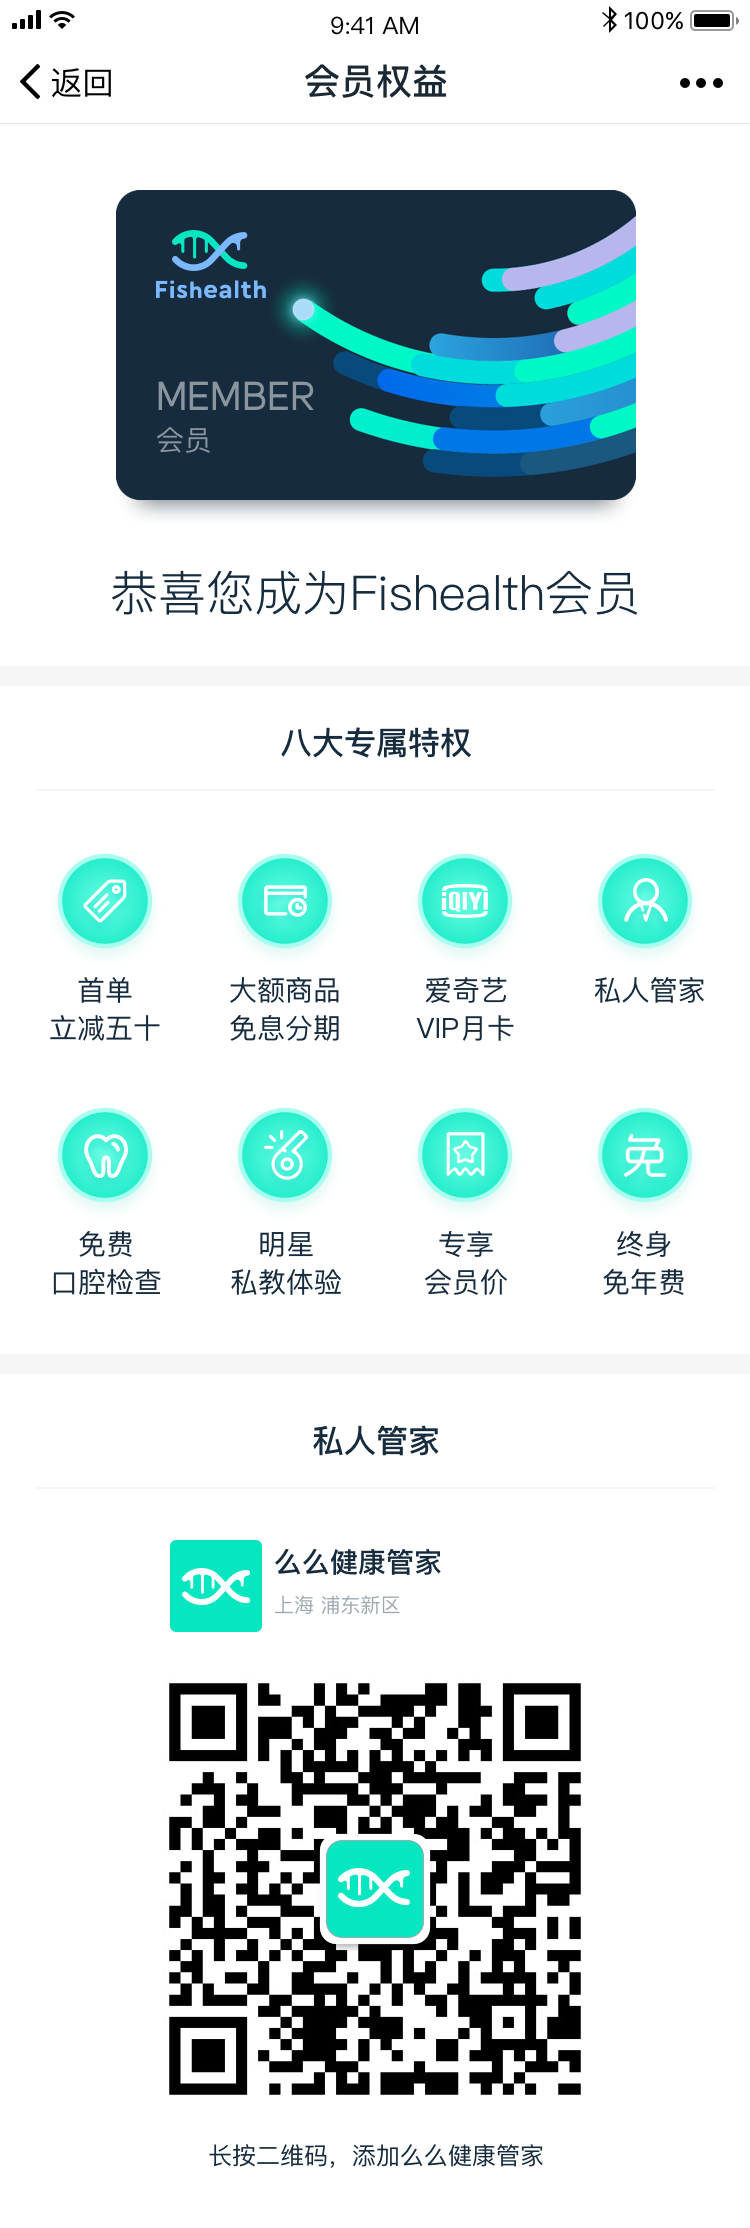 9:41 AM
100%
返回
会员权益
Fishealth
MEMBER
会员
恭喜您成为Fishealth会员
八大专属特权
iQIYI
首单
立减五十
大额商品
免息分期
爱奇艺
VIP月卡
私人管家
免
免费
口腔检查
明星
私教体验
专享
会员价
终身
免年费
私人管家
么么健康管家
上海 浦东新区
长按二维码，添加么么健康管家